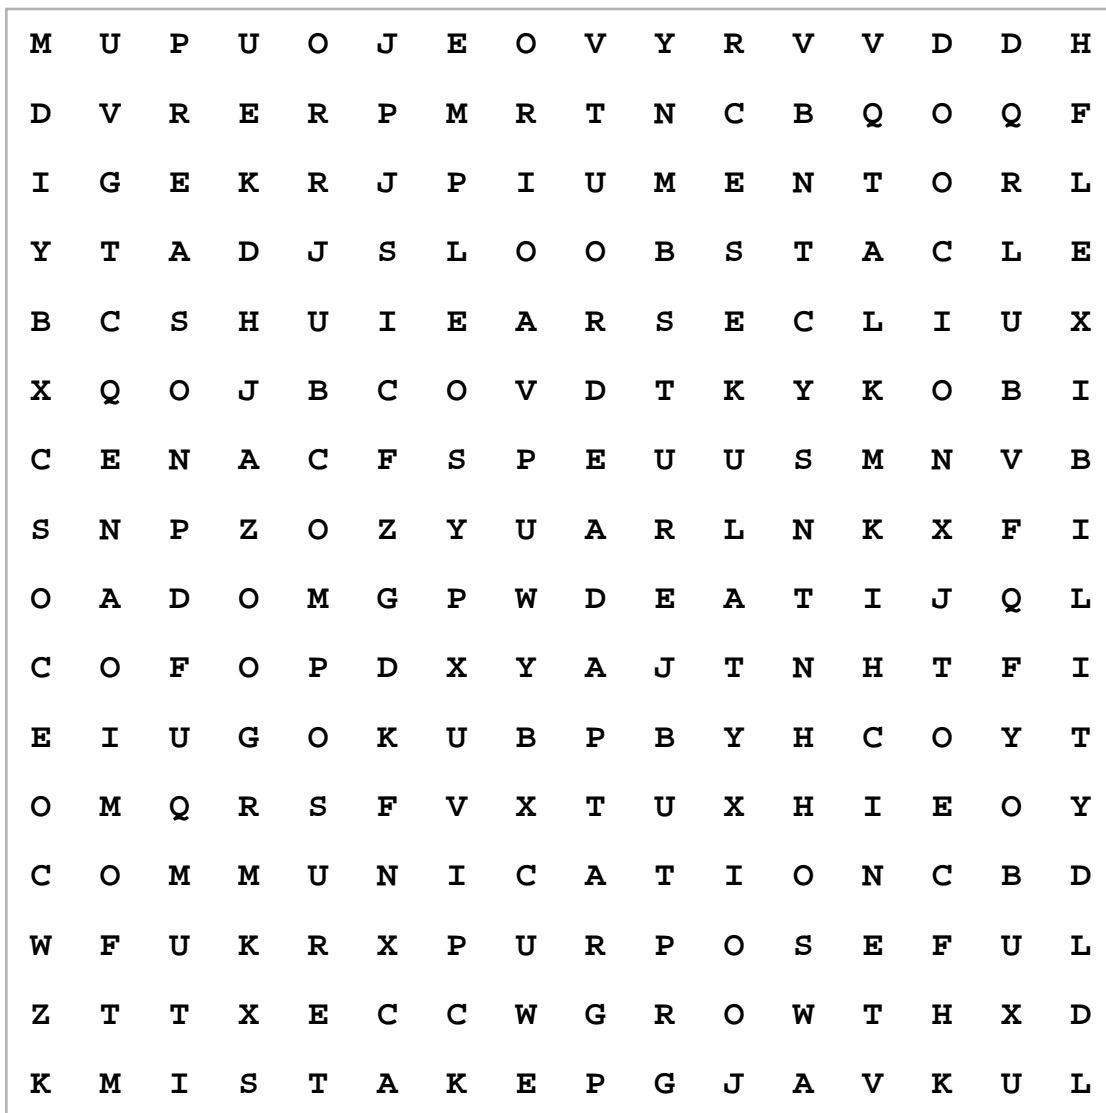 M U P U O J E O V Y R V V D D H
D V R E R P M R T N C B Q O Q F
I G E K R J P I U M E N T O R L
Y T A D J S L O O B S T A C L E
B C S H U I E A R S E C L I U X
X Q O J B C O V D T K Y K O B I
C E N A C F S P E U U S M N V B
S N P Z O Z Y U A R L N K X F I
O A D O M G P W D E A T I J Q L
C O F O P D X Y A J T N H T F I
E I U G O K U B P B Y H C O Y T
O M Q R S F V X T U X H I E O Y
C O M M U N I C A T I O N C B D
W F U K R X P U R P O S E F U L
Z T T X E C C W G R O W T H X D
K M I S T A K E P G J A V K U L